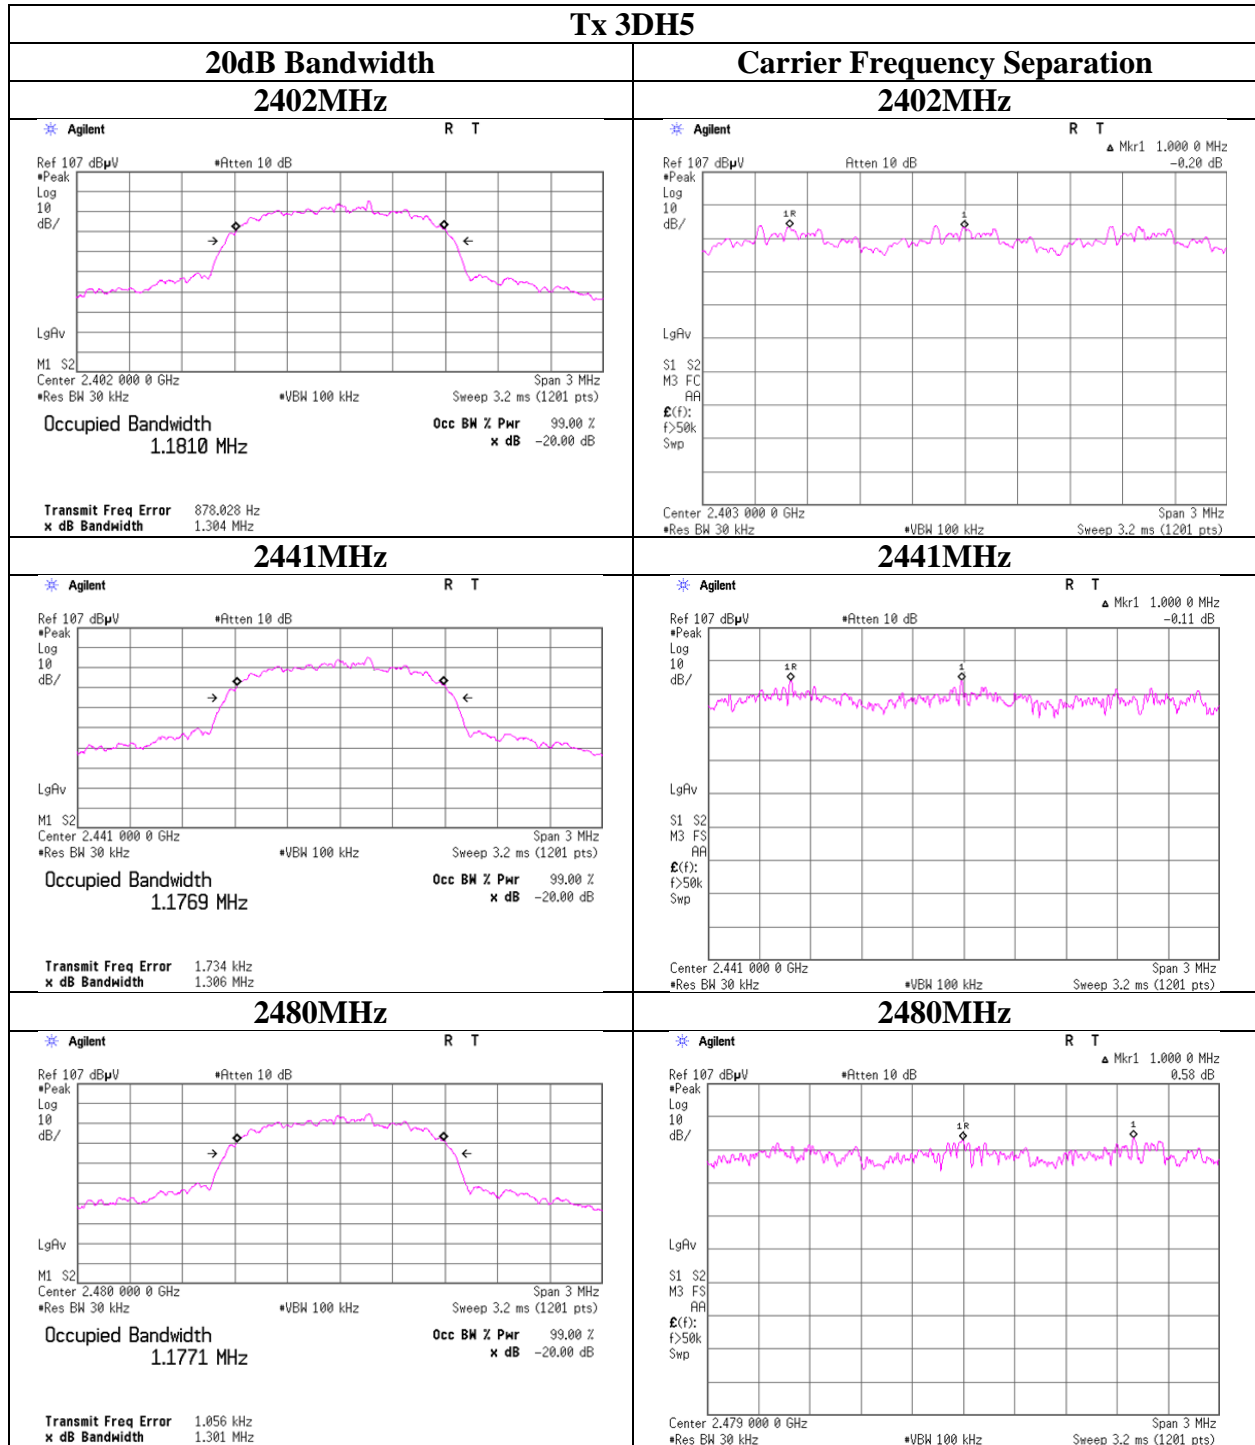 Tx 3DH5
20dB Bandwidth
Carrier Frequency Separation
2402MHz
2402MHz
Agilent
R T
Ref 107 dBµV
#Atten 10 dB
#Peak
Log
10
dB/
LgAv
M1 S2
Center 2.402 000 0 GHz
Span 3 MHz
#Res BW 30 kHz
#VBW 100 kHz
Sweep 3.2 ms (1201 pts)
Occupied Bandwidth
1.1810 MHz
Occ BW % Pwr 99.00 %
x dB -20.00 dB
Transmit Freq Error 878.028 Hz
x dB Bandwidth 1.304 MHz
Agilent
R T
Δ Mkr1 1.000 0 MHz
Ref 107 dBµV
Atten 10 dB
-0.20 dB
#Peak
Log
10
dB/
1R
1
LgAv
S1 S2
M3 FC
AA
£(f):
f>50k
Swp
Center 2.403 000 0 GHz
Span 3 MHz
#Res BW 30 kHz
#VBW 100 kHz
Sweep 3.2 ms (1201 pts)
2441MHz
2441MHz
Agilent
R T
Ref 107 dBµV
#Atten 10 dB
#Peak
Log
10
dB/
LgAv
M1 S2
Center 2.441 000 0 GHz
Span 3 MHz
#Res BW 30 kHz
#VBW 100 kHz
Sweep 3.2 ms (1201 pts)
Occupied Bandwidth
1.1769 MHz
Occ BW % Pwr 99.00 %
x dB -20.00 dB
Transmit Freq Error 1.734 kHz
x dB Bandwidth 1.306 MHz
Agilent
R T
Δ Mkr1 1.000 0 MHz
Ref 107 dBµV
#Atten 10 dB
-0.11 dB
#Peak
Log
10
dB/
1R
1
LgAv
S1 S2
M3 FS
AA
£(f):
f>50k
Swp
Center 2.441 000 0 GHz
Span 3 MHz
#Res BW 30 kHz
#VBW 100 kHz
Sweep 3.2 ms (1201 pts)
2480MHz
2480MHz
Agilent
R T
Ref 107 dBµV
#Atten 10 dB
#Peak
Log
10
dB/
LgAv
M1 S2
Center 2.480 000 0 GHz
Span 3 MHz
#Res BW 30 kHz
#VBW 100 kHz
Sweep 3.2 ms (1201 pts)
Occupied Bandwidth
1.1771 MHz
Occ BW % Pwr 99.00 %
x dB -20.00 dB
Transmit Freq Error 1.056 kHz
x dB Bandwidth 1.301 MHz
Agilent
R T
Δ Mkr1 1.000 0 MHz
Ref 107 dBµV
#Atten 10 dB
0.58 dB
#Peak
Log
10
dB/
1R
1
LgAv
S1 S2
M3 FS
AA
£(f):
f>50k
Swp
Center 2.479 000 0 GHz
Span 3 MHz
#Res BW 30 kHz
#VBW 100 kHz
Sweep 3.2 ms (1201 pts)